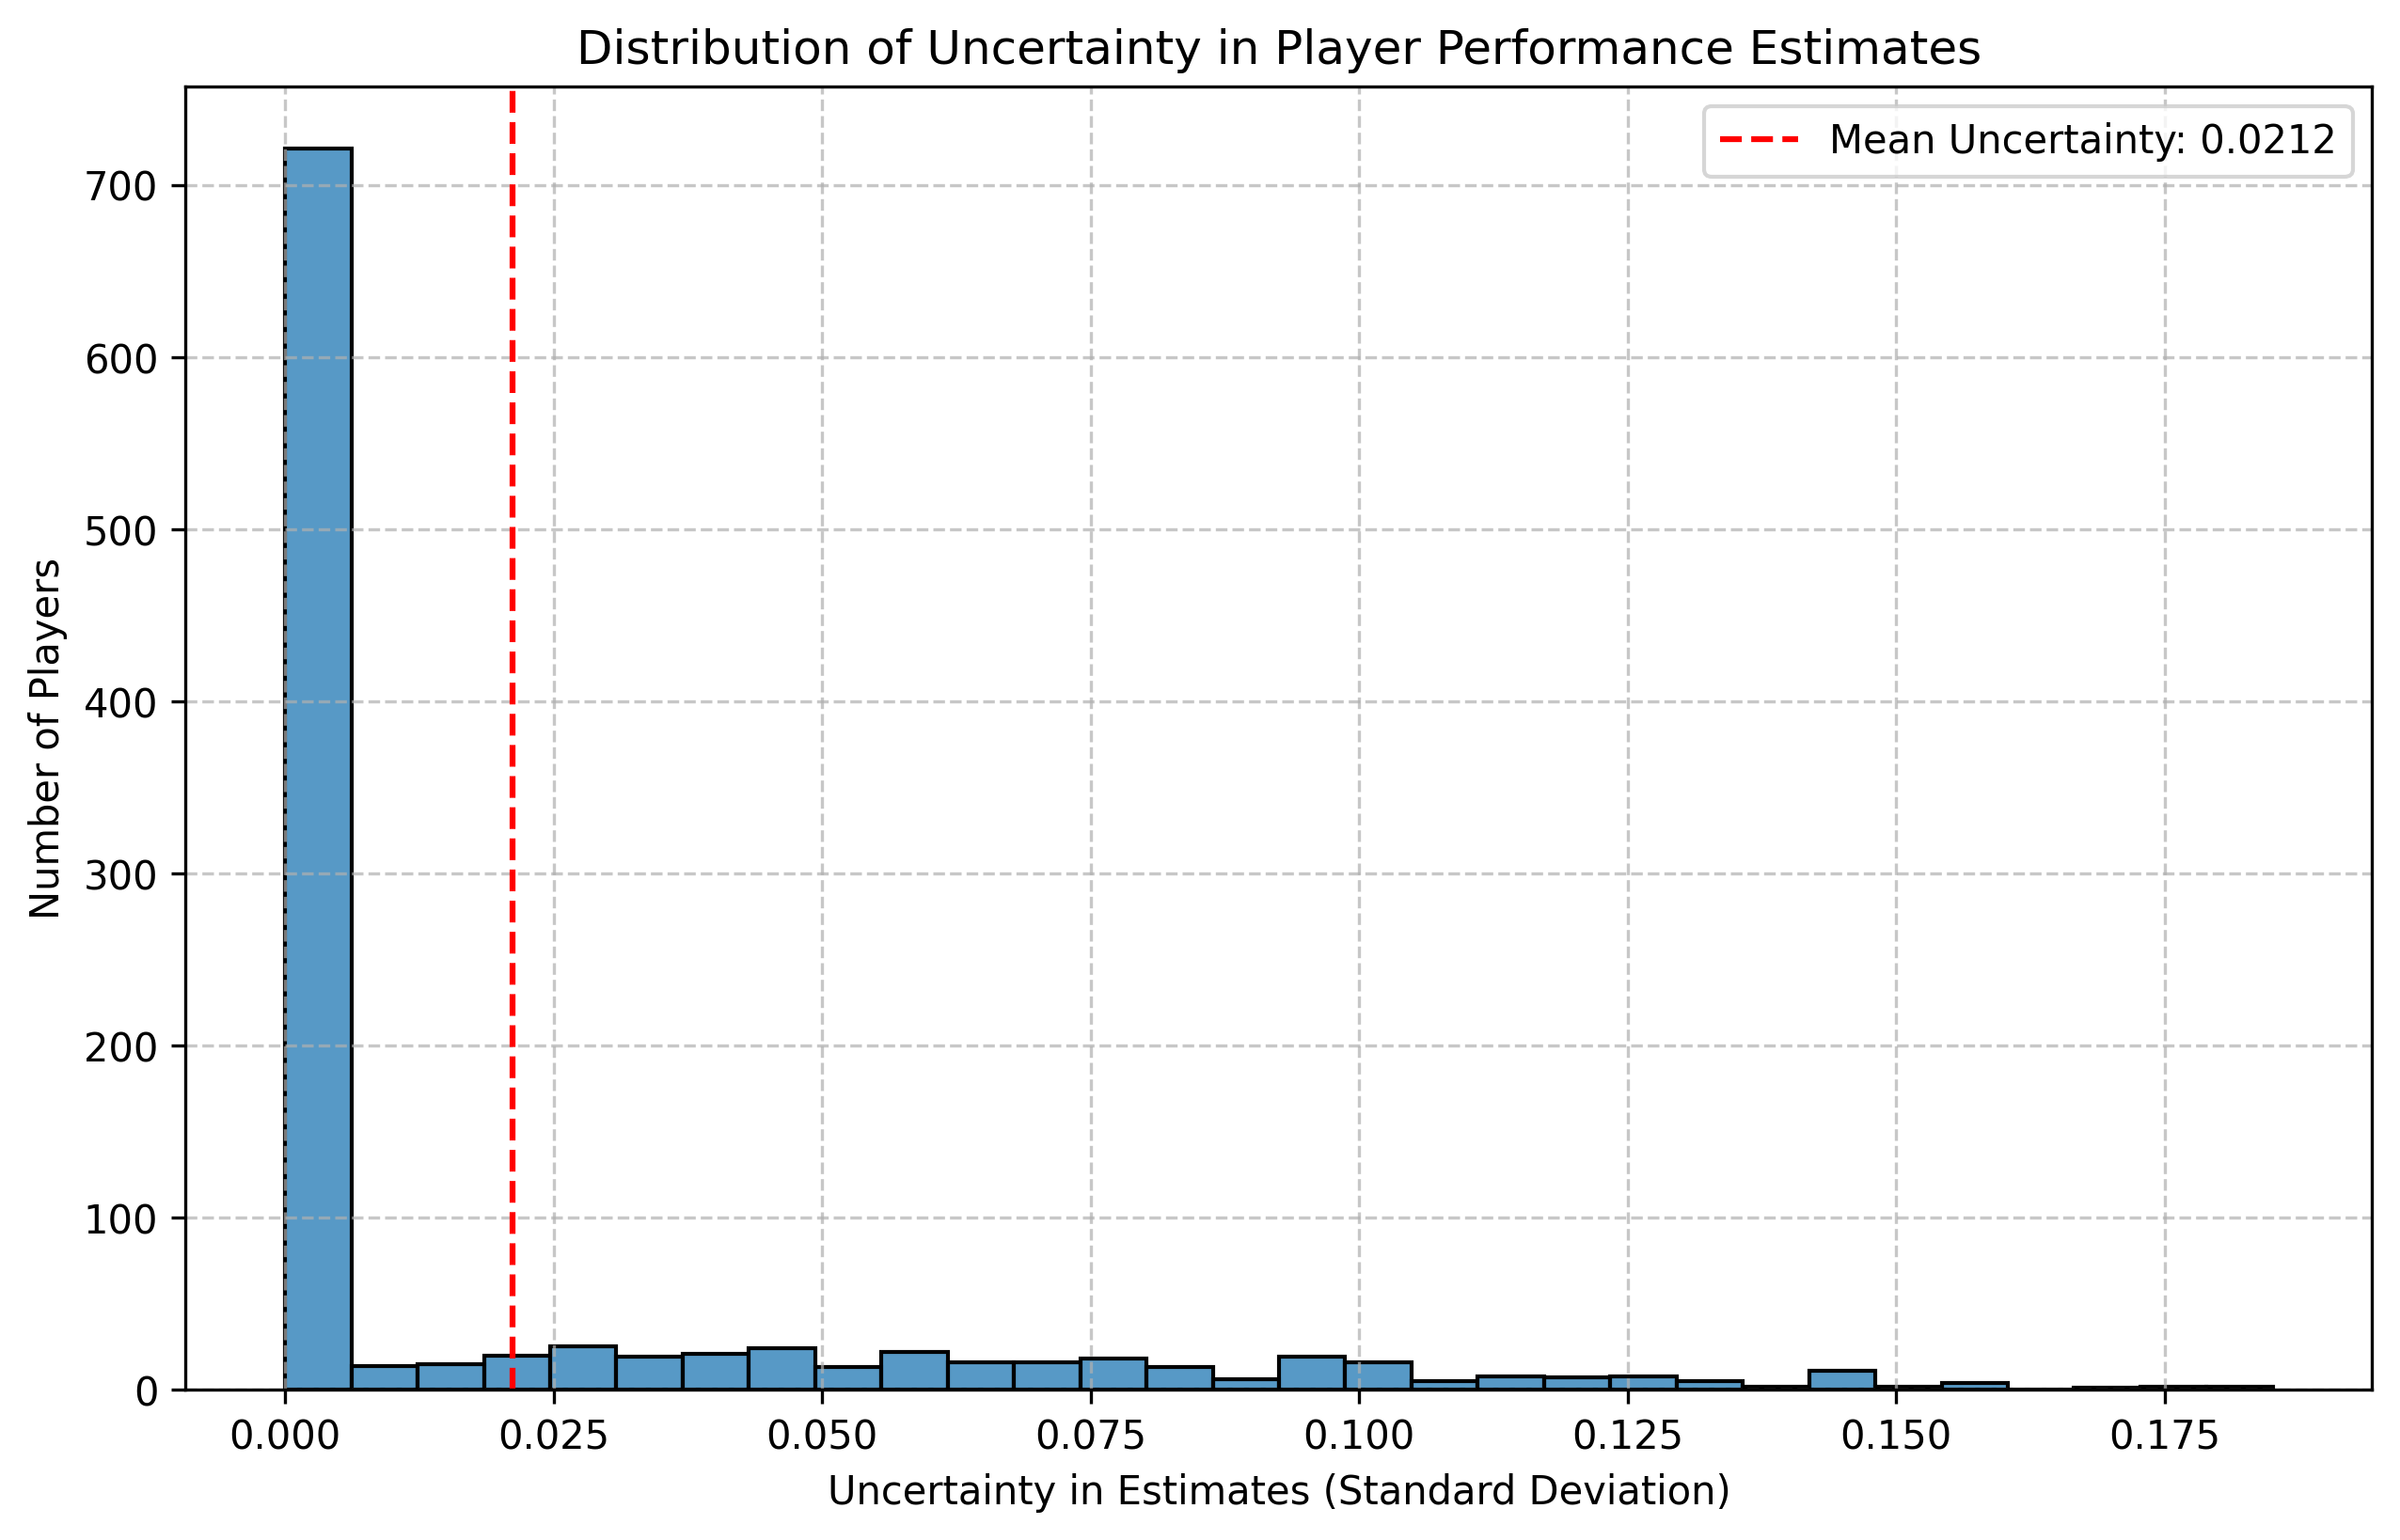 Distribution of Uncertainty in Player Performance Estimates
Mean Uncertainty: 0.0212
Number of Players
700
600
500
400
300
200
100
0
0.000 0.025 0.050 0.075 0.100 0.125 0.150 0.175
Uncertainty in Estimates (Standard Deviation)